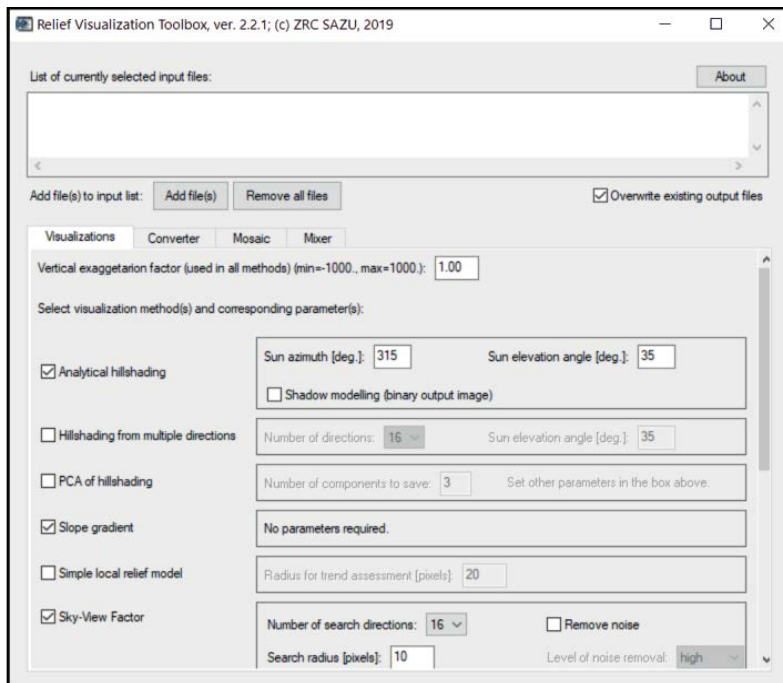 Relief Visualization Toolbox, ver. 2.2.1; (c) ZRC SAZU, 2019
List of currently selected input files:
About
Add file(s) to input list:
Add file(s)
Remove all files
Overwrite existing output files
Visualizations
Converter
Mosaic
Mixer
Vertical exaggetarion factor (used in all methods) (min=-1000., max=1000.):
1.00
Select visualization method(s) and corresponding parameter(s):
Analytical hillshading
Sun azimuth [deg.]:
315
Sun elevation angle [deg.]:
35
Shadow modelling (binary output image)
Hillshading from multiple directions
Number of directions:
16
Sun elevation angle [deg.]:
35
PCA of hillshading
Number of components to save:
3
Set other parameters in the box above.
Slope gradient
No parameters required.
Simple local relief model
Radius for trend assessment [pixels]:
20
Sky-View Factor
Number of search directions:
16
Remove noise
Search radius [pixels]:
10
Level of noise removal:
high